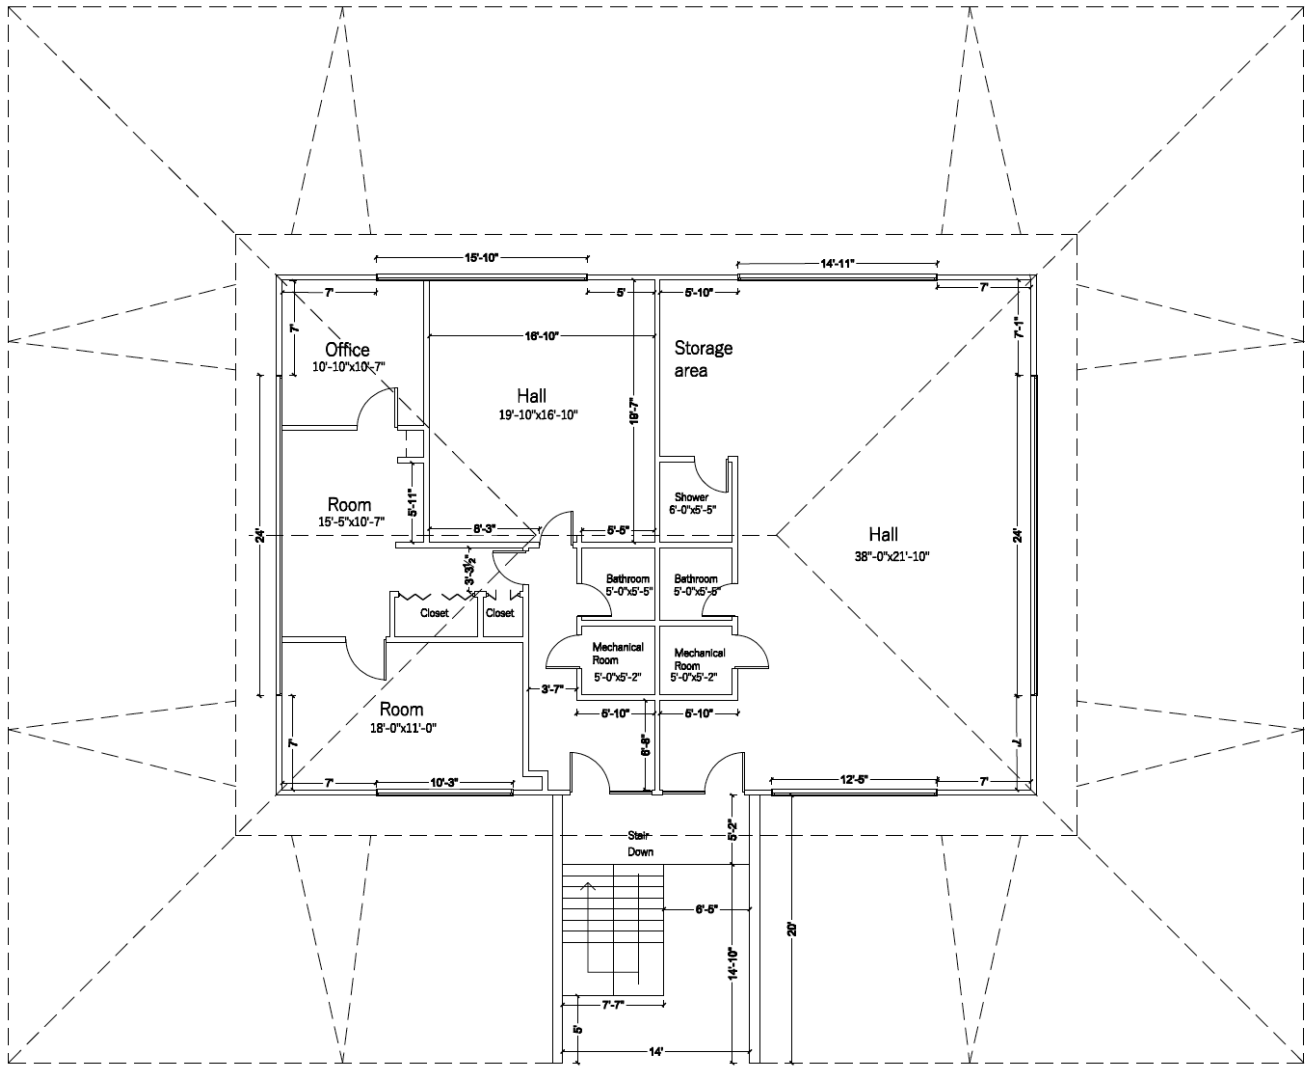 15'-10"
14'-11"
7'
5'
5'-10"
7'
7'
7'-1"
16'-10"
Office
10'-10"x10'-7"
Storage
area
Hall
19'-10"x16'-10"
19'-7"
Room
15'-5"x10'-7"
5'-11"
Shower
6'-0"x5'-5"
8'-3"
5'-5"
24'
Hall
38"-0"x21'-10"
24'
3'-3½"
Bathroom
5'-0"x5'-5"
Bathroom
5'-0"x5'-5"
Closet
Closet
Mechanical
Room
5'-0"x5'-2"
Mechanical
Room
5'-0"x5'-2"
3'-7"
Room
18'-0"x11'-0"
5'-10"
5'-10"
7'
6'-8"
7'
7'
10'-3"
12'-5"
7'
Stair
Down
5'-2"
6'-5"
20'
14'-10"
7'-7"
5'
14'